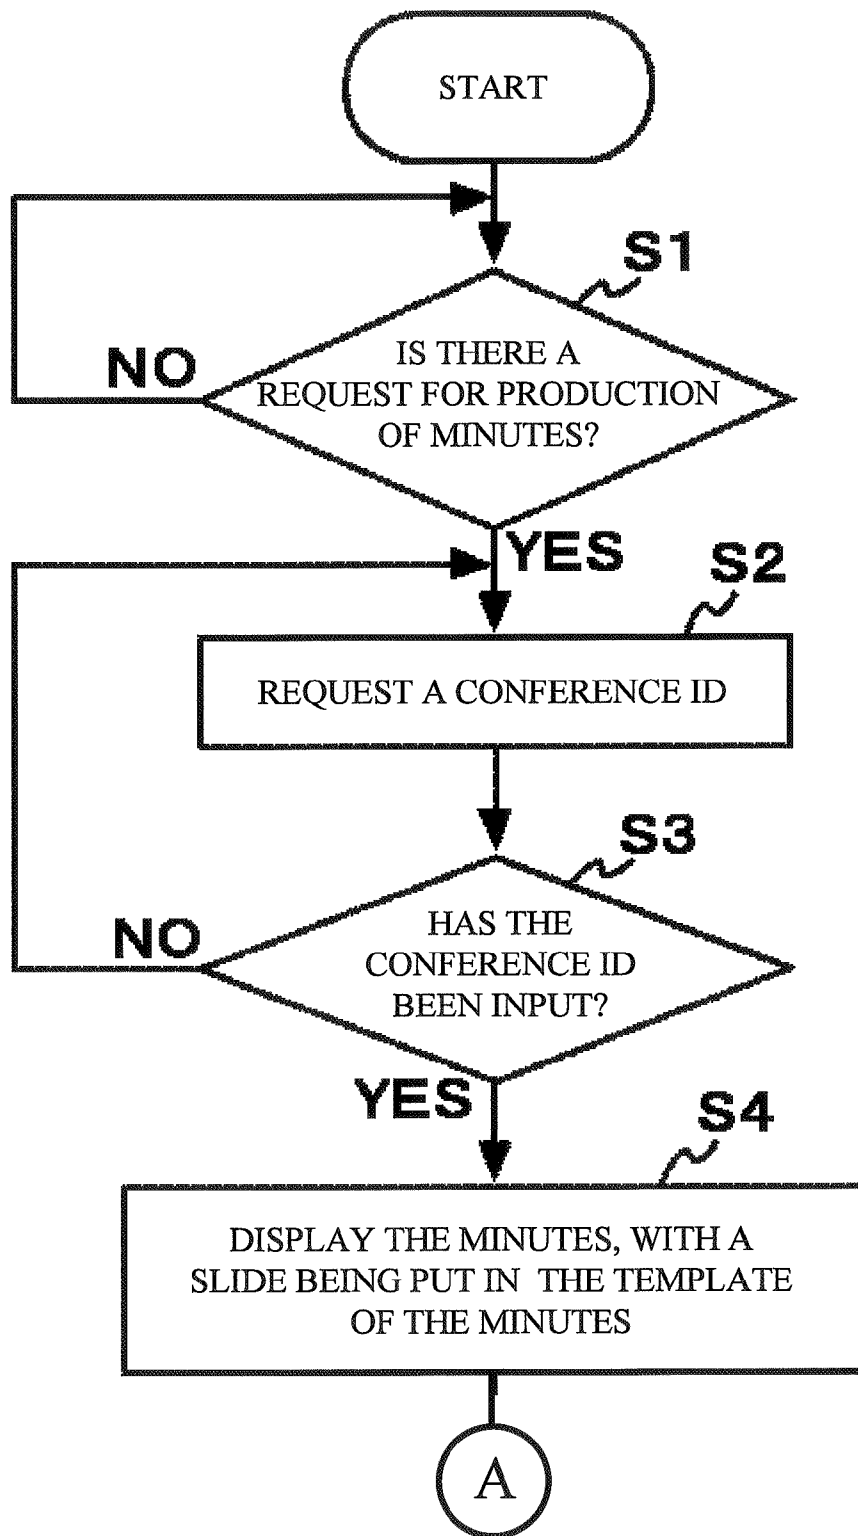 START
S1
IS THERE A
REQUEST FOR PRODUCTION
OF MINUTES?
NO
YES
S2
REQUEST A CONFERENCE ID
S3
HAS THE
CONFERENCE ID
BEEN INPUT?
NO
YES
S4
DISPLAY THE MINUTES, WITH A
SLIDE BEING PUT IN THE TEMPLATE
OF THE MINUTES
A